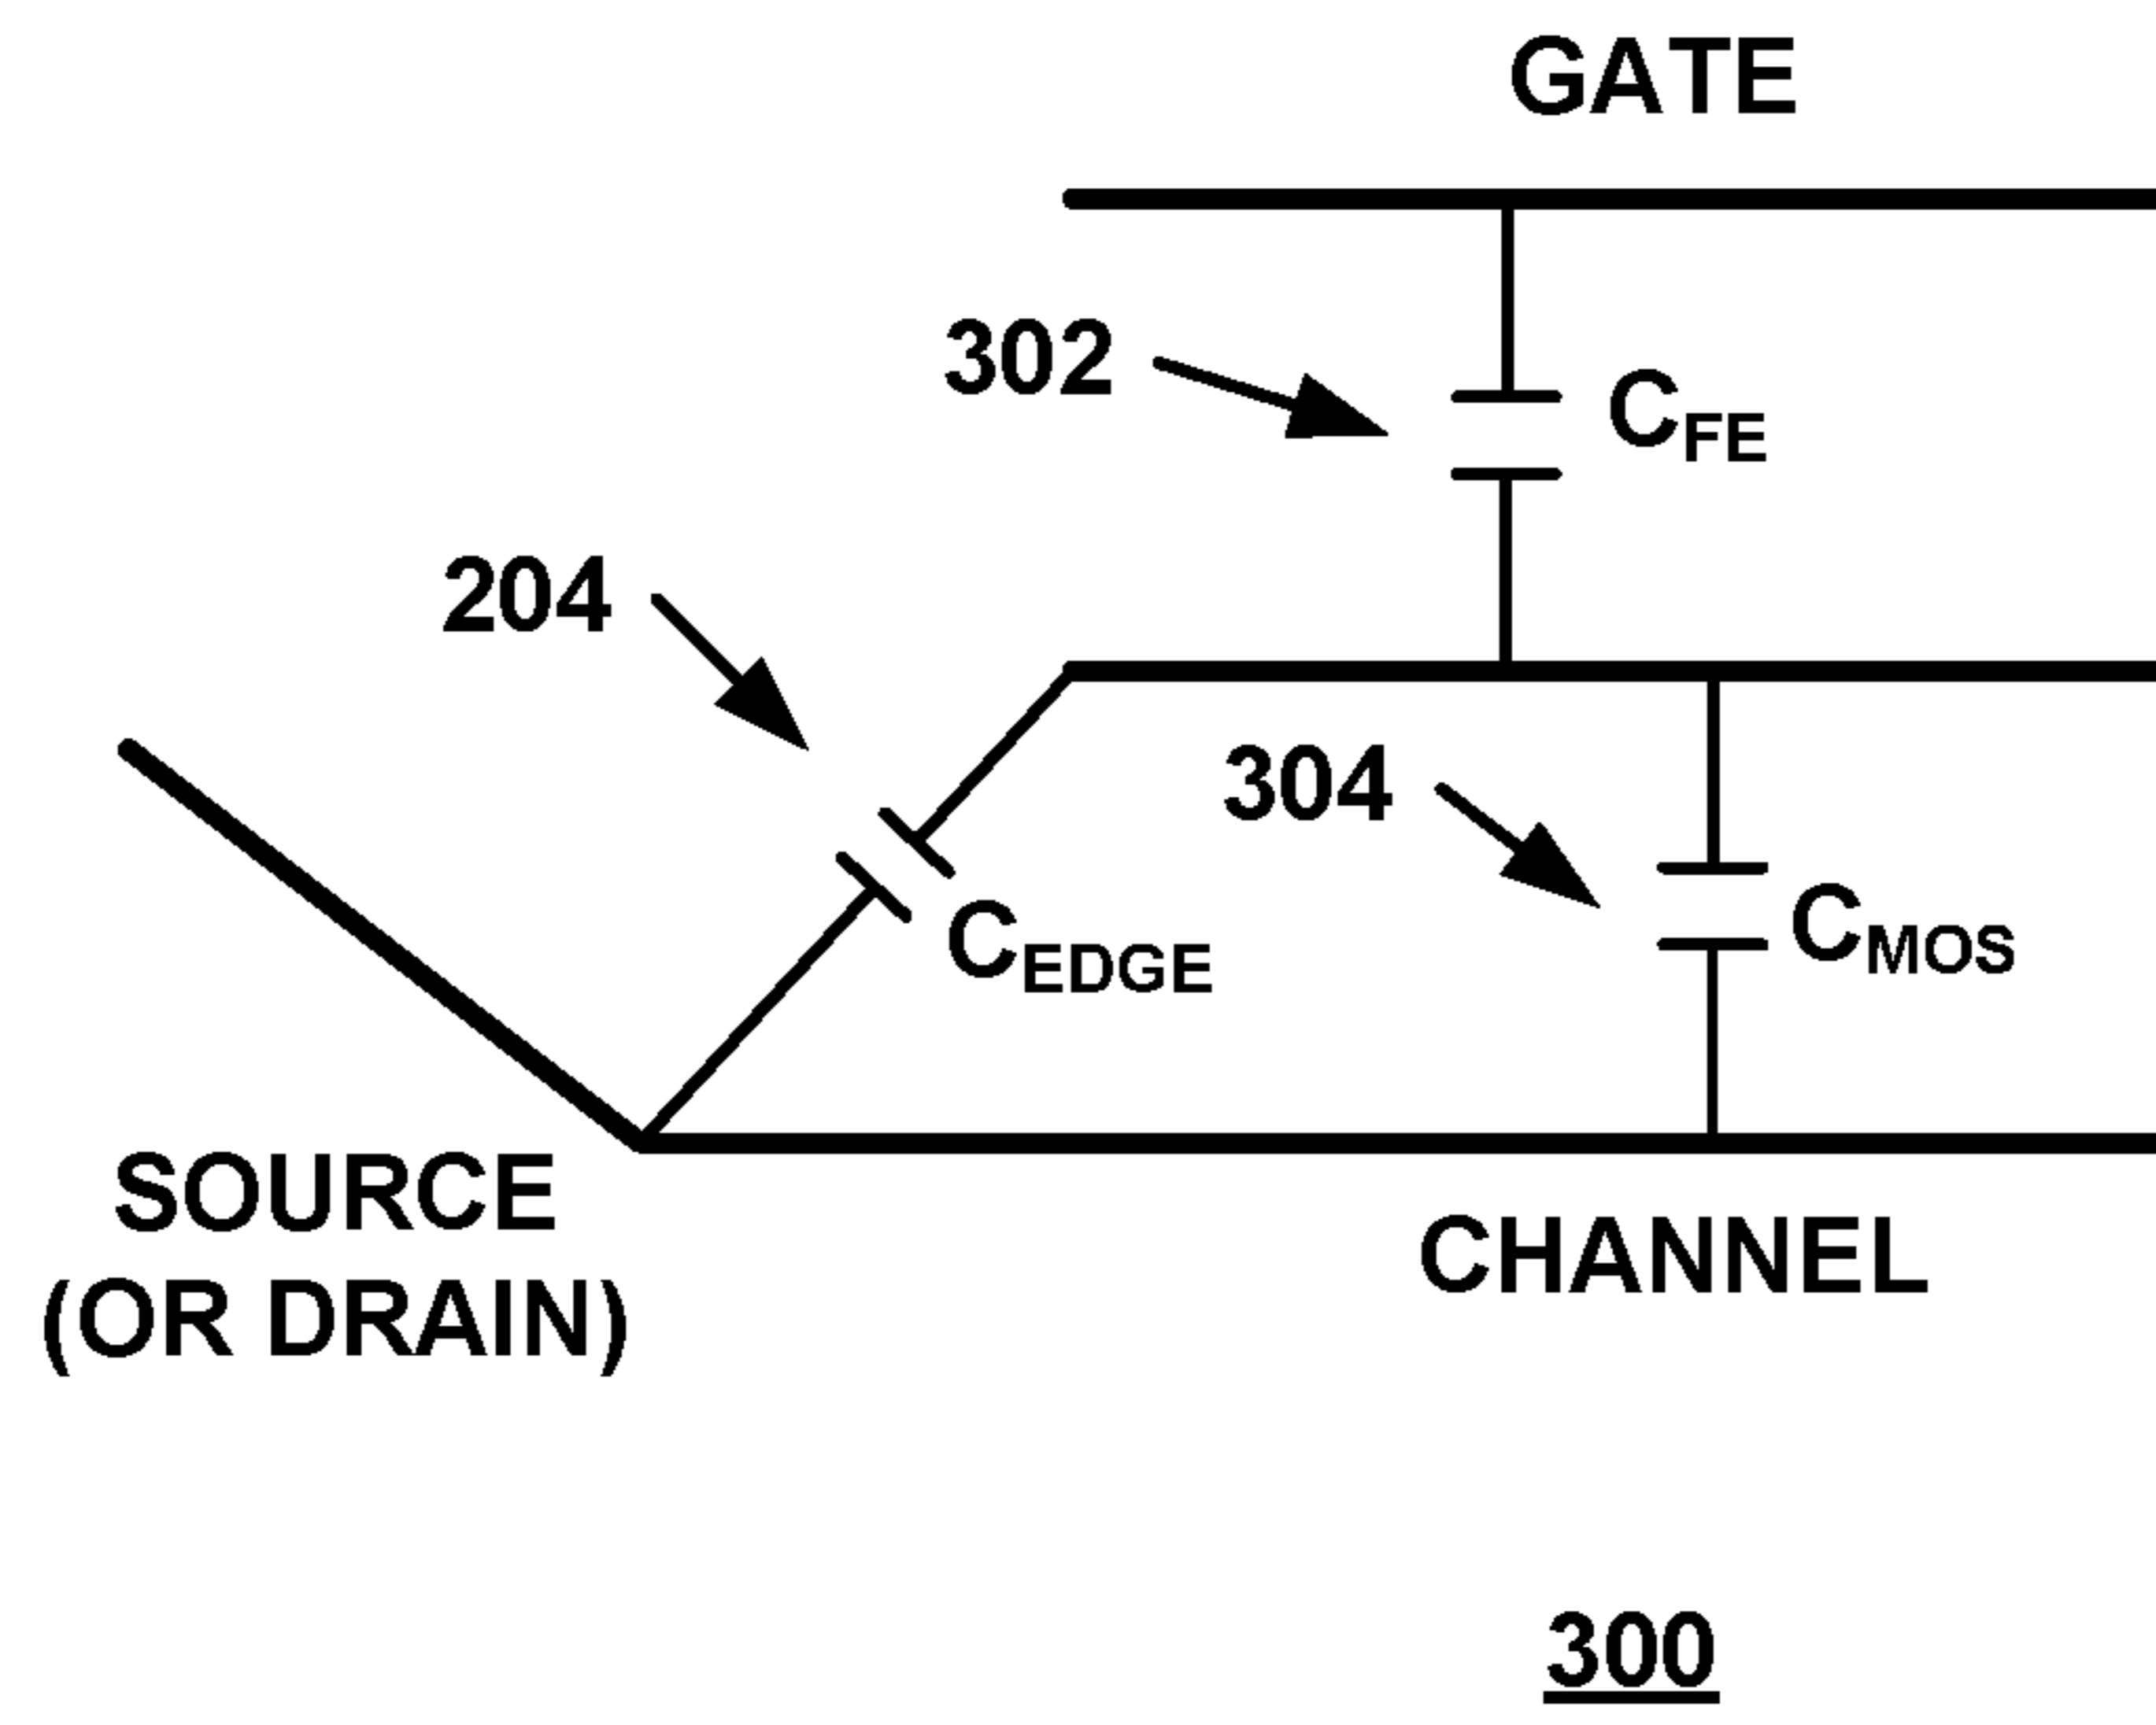 GATE
302
CFE
204
304
CEDGE
CMOS
SOURCE
(OR DRAIN)
CHANNEL
300